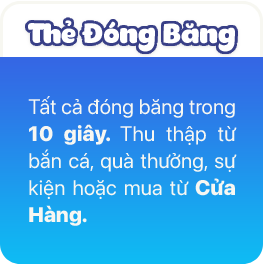 Thẻ Đóng Băng
Tất cả đóng băng trong
10 giây. Thu thập từ
bắn cá, quà thưởng, sự
kiện hoặc mua từ Cửa
Hàng.